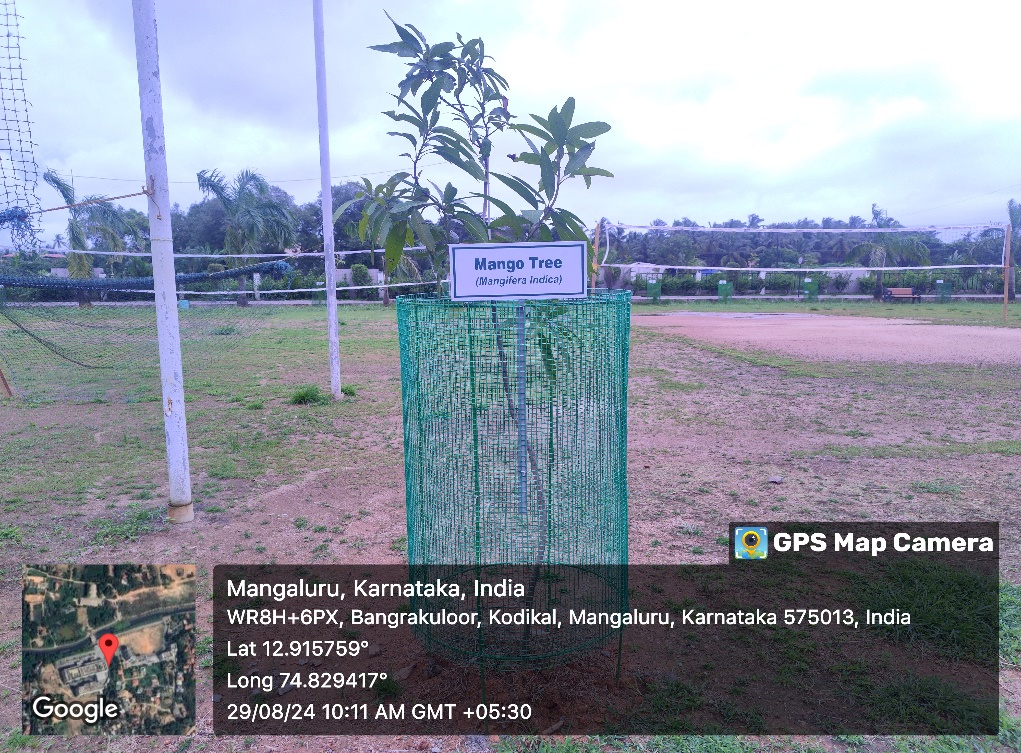 Mango Tree
(Mangifera Indica)
GPS Map Camera
Mangaluru, Karnataka, India
WR8H+6PX, Bangrakuloor, Kodikal, Mangaluru, Karnataka 575013, India
Lat 12.915759°
Long 74.829417°
29/08/24 10:11 AM GMT +05:30
Google